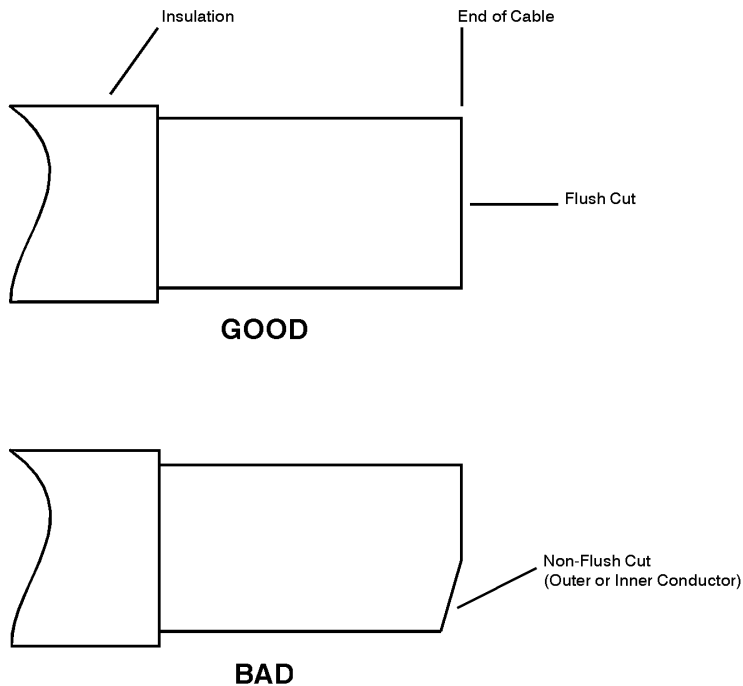 Insulation
End of Cable
Flush Cut
GOOD
Non-Flush Cut
(Outer or Inner Conductor)
BAD